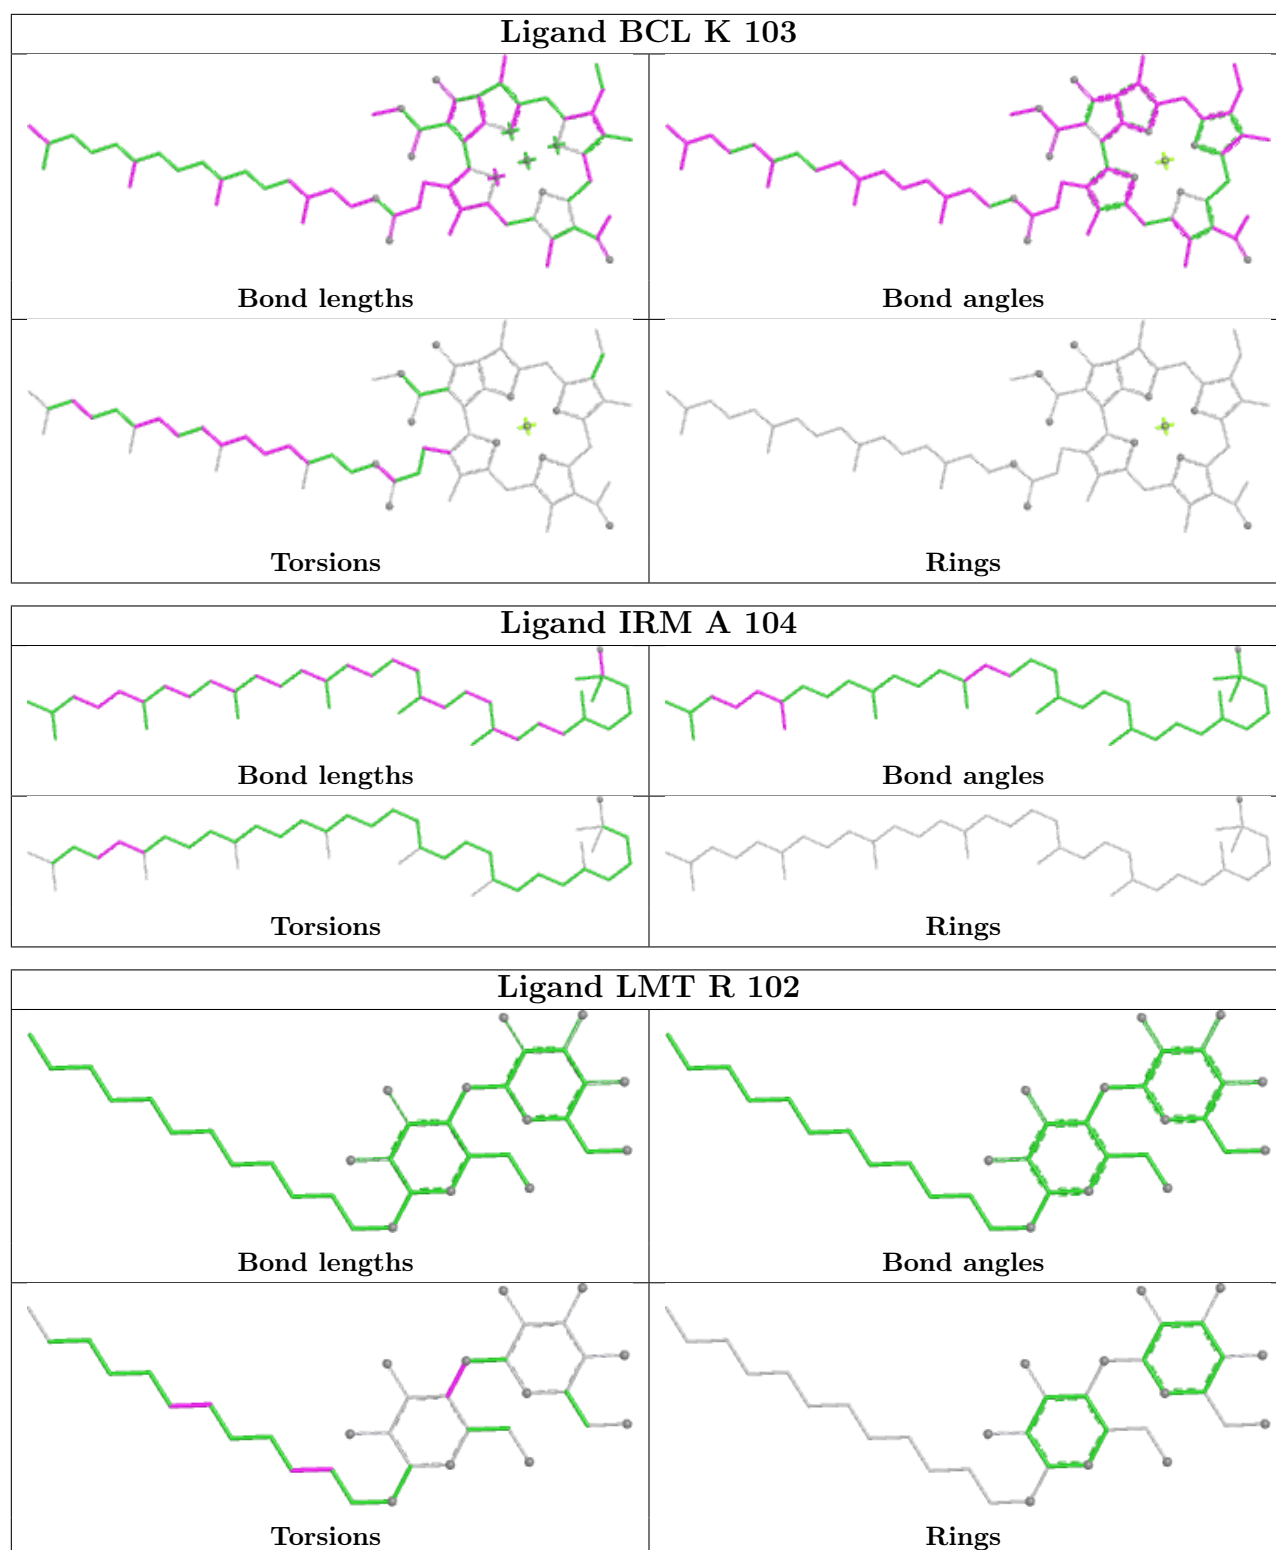 Ligand BCL K 103
Bond lengths
Bond angles
Torsions
Rings
Ligand IRM A 104
Bond lengths
Bond angles
Torsions
Rings
Ligand LMT R 102
Bond lengths
Bond angles
Torsions
Rings